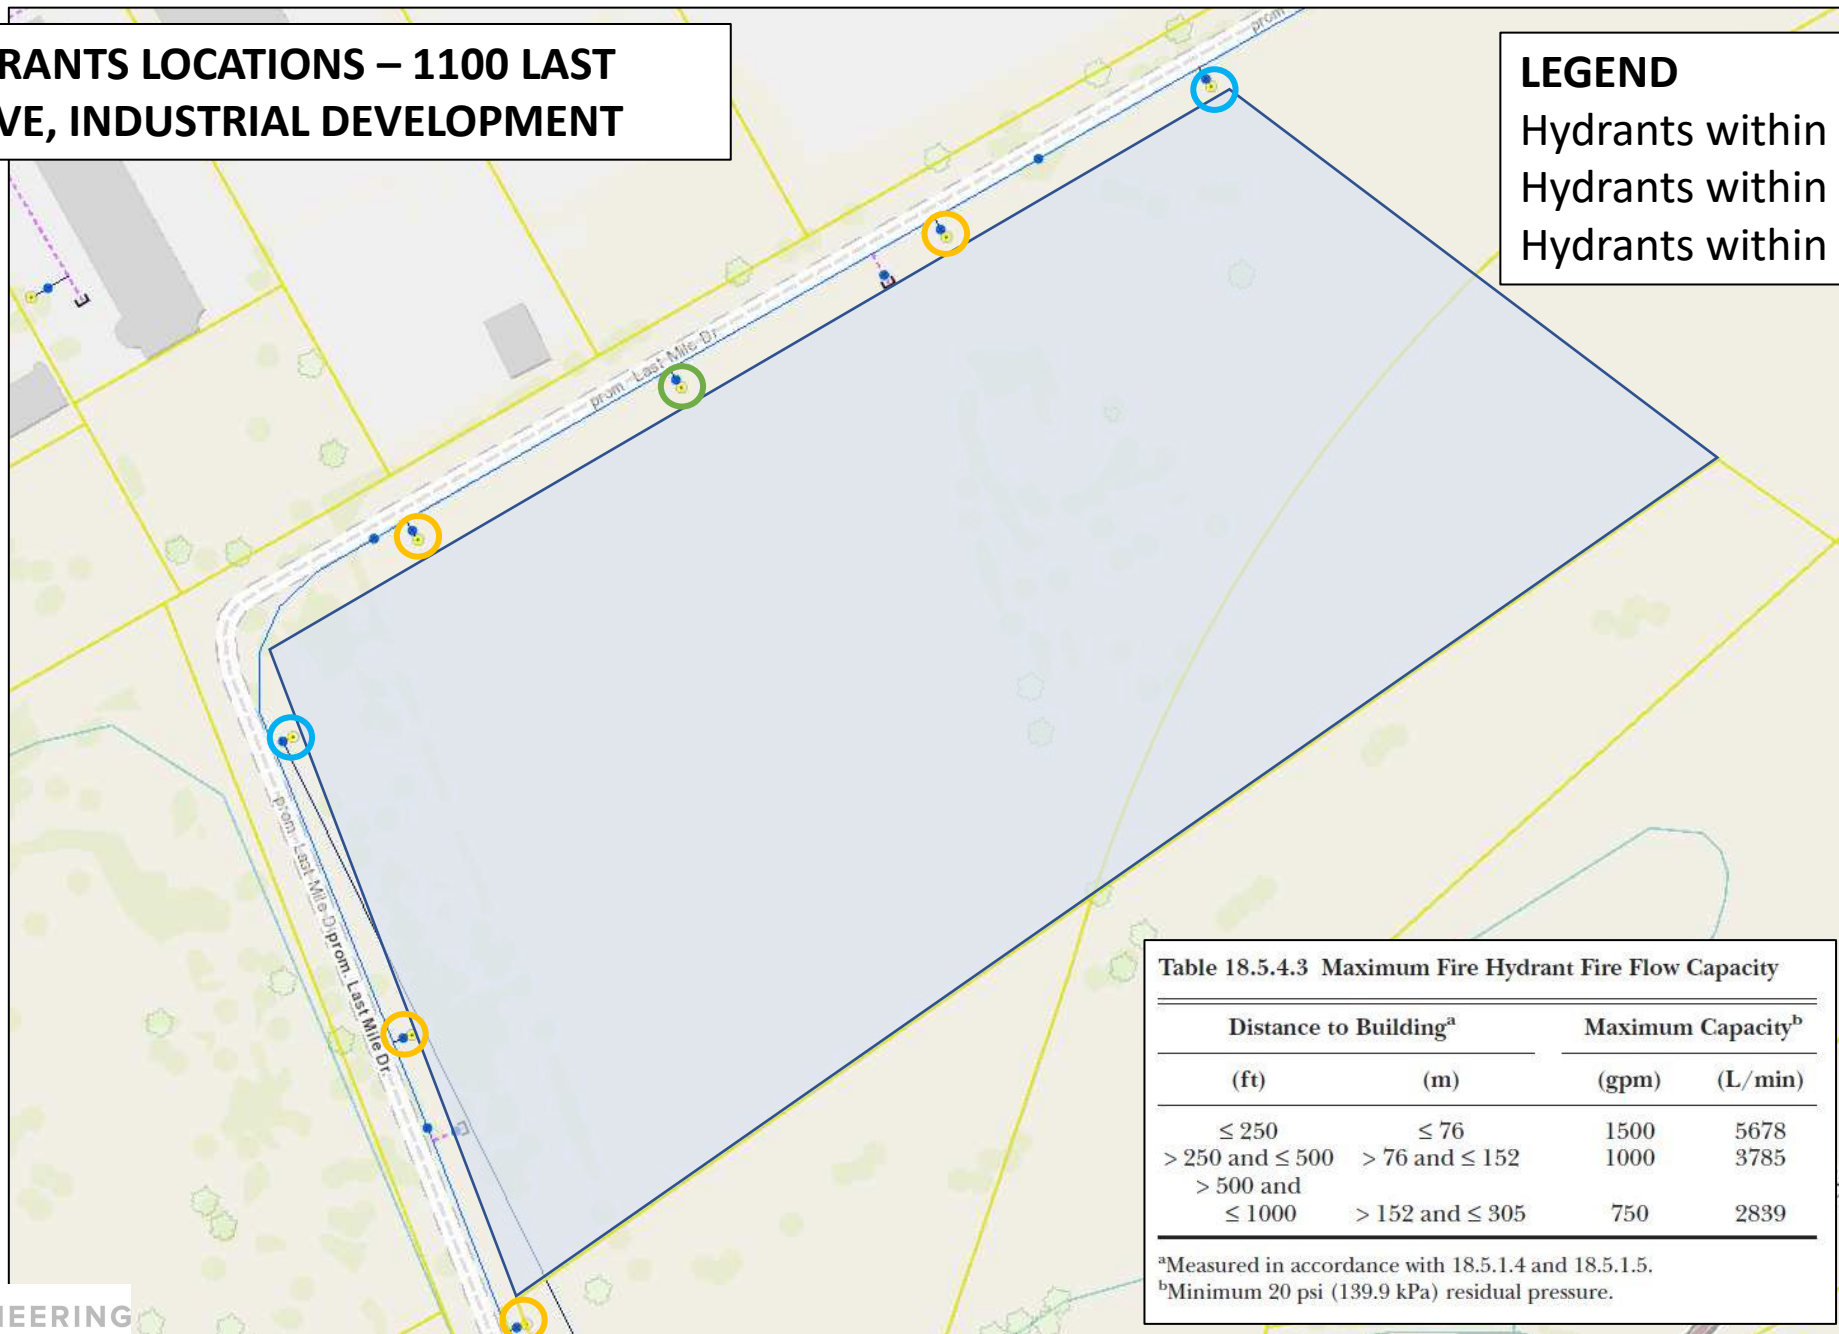 RANTS LOCATIONS – 1100 LAST
VE, INDUSTRIAL DEVELOPMENT
LEGEND
Hydrants within
Hydrants within
Hydrants within
prom
prom. Last Mile Dr.
prom. Last Mile D
prom. Last Mile Dr.
Table 18.5.4.3 Maximum Fire Hydrant Fire Flow Capacity
Distance to Buildingᵃ Maximum Capacityᵇ
(ft) (m) (gpm) (L/min)
≤ 250 ≤ 76 1500 5678
> 250 and ≤ 500 > 76 and ≤ 152 1000 3785
> 500 and
≤ 1000 > 152 and ≤ 305 750 2839
ᵃMeasured in accordance with 18.5.1.4 and 18.5.1.5.
ᵇMinimum 20 psi (139.9 kPa) residual pressure.
NEERING